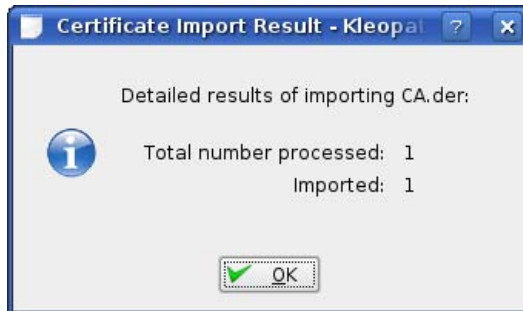 Certificate Import Result - Kleopat
Detailed results of importing CA.der:
Total number processed: 1
Imported: 1
OK